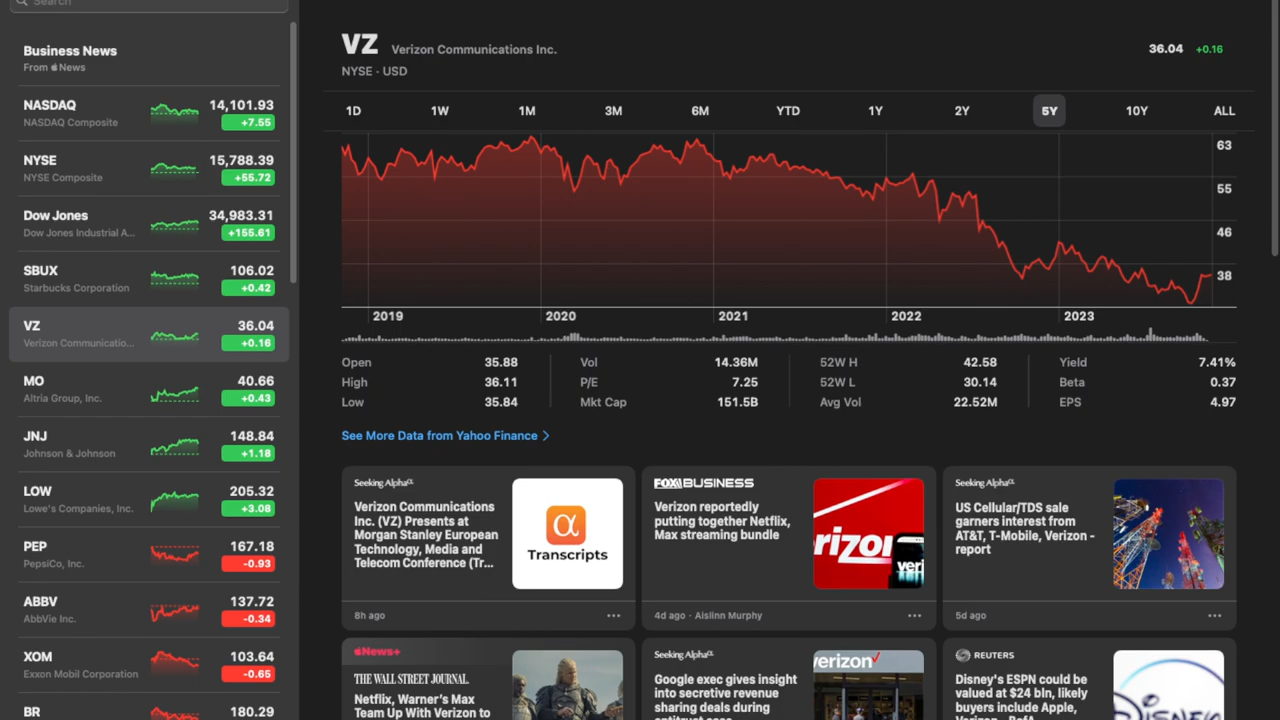 Search
Business News
From News
NASDAQ
14,101.93
NASDAQ Composite
+7.55
NYSE
15,788.39
NYSE Composite
+55.72
Dow Jones
34,983.31
Dow Jones Industrial A...
+155.61
SBUX
106.02
Starbucks Corporation
+0.42
VZ
36.04
Verizon Communicatio...
+0.16
MO
40.66
Altria Group, Inc.
+0.43
JNJ
148.84
Johnson & Johnson
+1.18
LOW
205.32
Lowe's Companies, Inc.
+3.08
PEP
167.18
PepsiCo, Inc.
-0.93
ABBV
137.72
AbbVie Inc.
-0.34
XOM
103.64
Exxon Mobil Corporation
-0.65
BR
180.29
VZ Verizon Communications Inc.
36.04 +0.16
NYSE · USD
1D 1W 1M 3M 6M YTD 1Y 2Y 5Y 10Y ALL
63
55
46
38
2019 2020 2021 2022 2023
Open 35.88 Vol 14.36M 52W H 42.58 Yield 7.41%
High 36.11 P/E 7.25 52W L 30.14 Beta 0.37
Low 35.84 Mkt Cap 151.5B Avg Vol 22.52M EPS 4.97
See More Data from Yahoo Finance
Seeking Alpha
Verizon Communications
Inc. (VZ) Presents at
Morgan Stanley European
Technology, Media and
Telecom Conference (Tr...
α
Transcripts
8h ago
FOX BUSINESS
Verizon reportedly
putting together Netflix,
Max streaming bundle
rizon
veri
4d ago · Aislinn Murphy
Seeking Alpha
US Cellular/TDS sale
garners interest from
AT&T, T-Mobile, Verizon -
report
5d ago
News+
THE WALL STREET JOURNAL.
Netflix, Warner's Max
Team Up With Verizon to
Seeking Alpha
Google exec gives insight
into secretive revenue
sharing deals during
antitrust case
verizon
REUTERS
Disney's ESPN could be
valued at $24 bln, likely
buyers include Apple,
Verizon - BofA
Disney